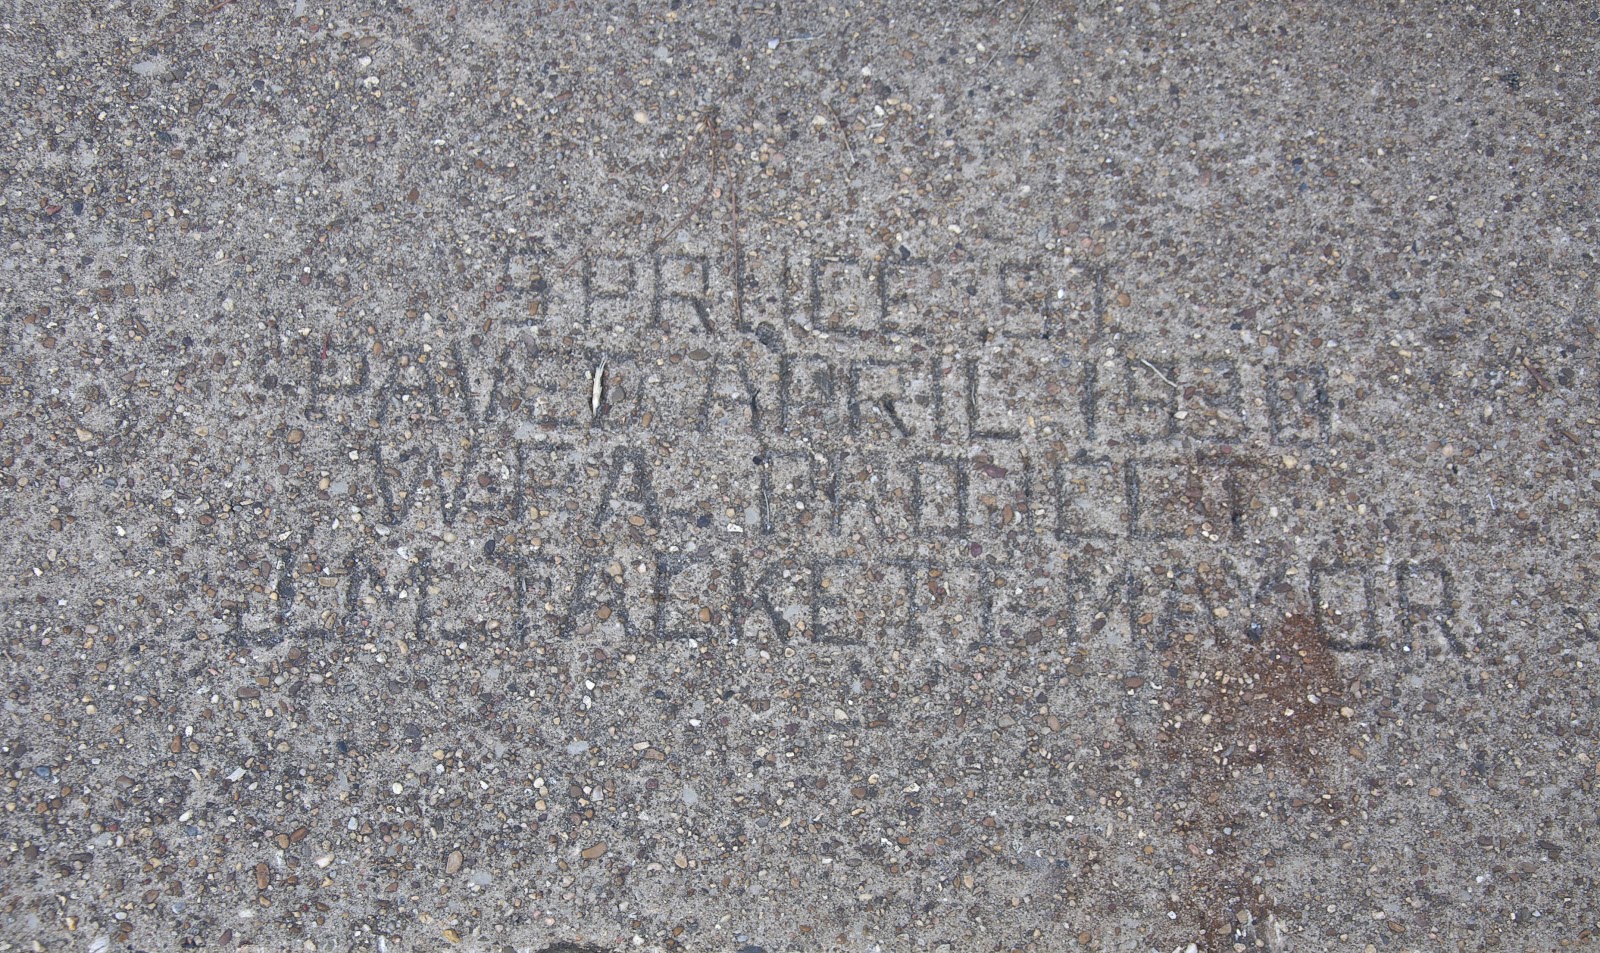 SPRUCE ST.
PAVED APRIL,
W.P.A. PROJECT
MAYOR